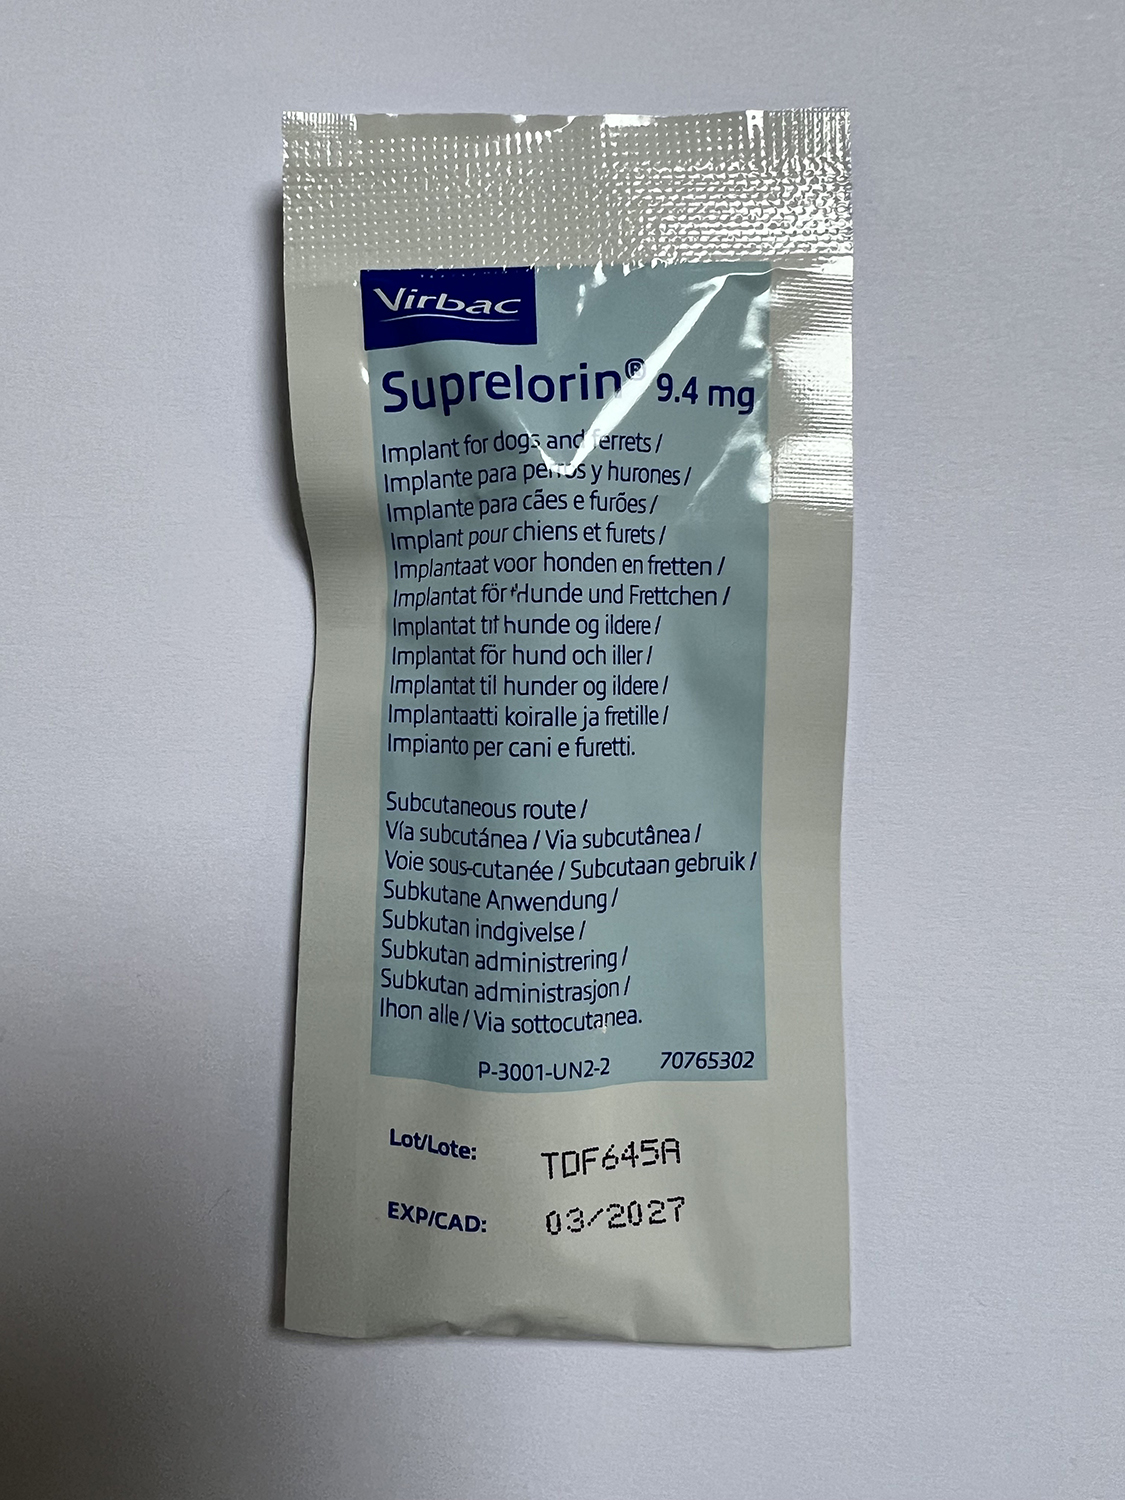 Virbac
Suprelorin® 9.4 mg
Implant for dogs and ferrets /
Implante para perros y hurones /
Implante para cães e furões /
Implant pour chiens et furets /
Implantaat voor honden en fretten /
Implantat för Hunde und Frettchen /
Implantat til hunde og ildere /
Implantat för hund och iller /
Implantat til hunder og ildere /
Implantaatti koiralle ja fretille /
Impianto per cani e furetti.
Subcutaneous route /
Vía subcutánea / Via subcutânea /
Voie sous-cutanée / Subcutaan gebruik /
Subkutane Anwendung /
Subkutan indgivelse /
Subkutan administrering /
Subkutan administrasjon /
Ihon alle / Via sottocutanea.
P-3001-UN2-2 70765302
Lot/Lote: TDF645A
EXP/CAD: 03/2027